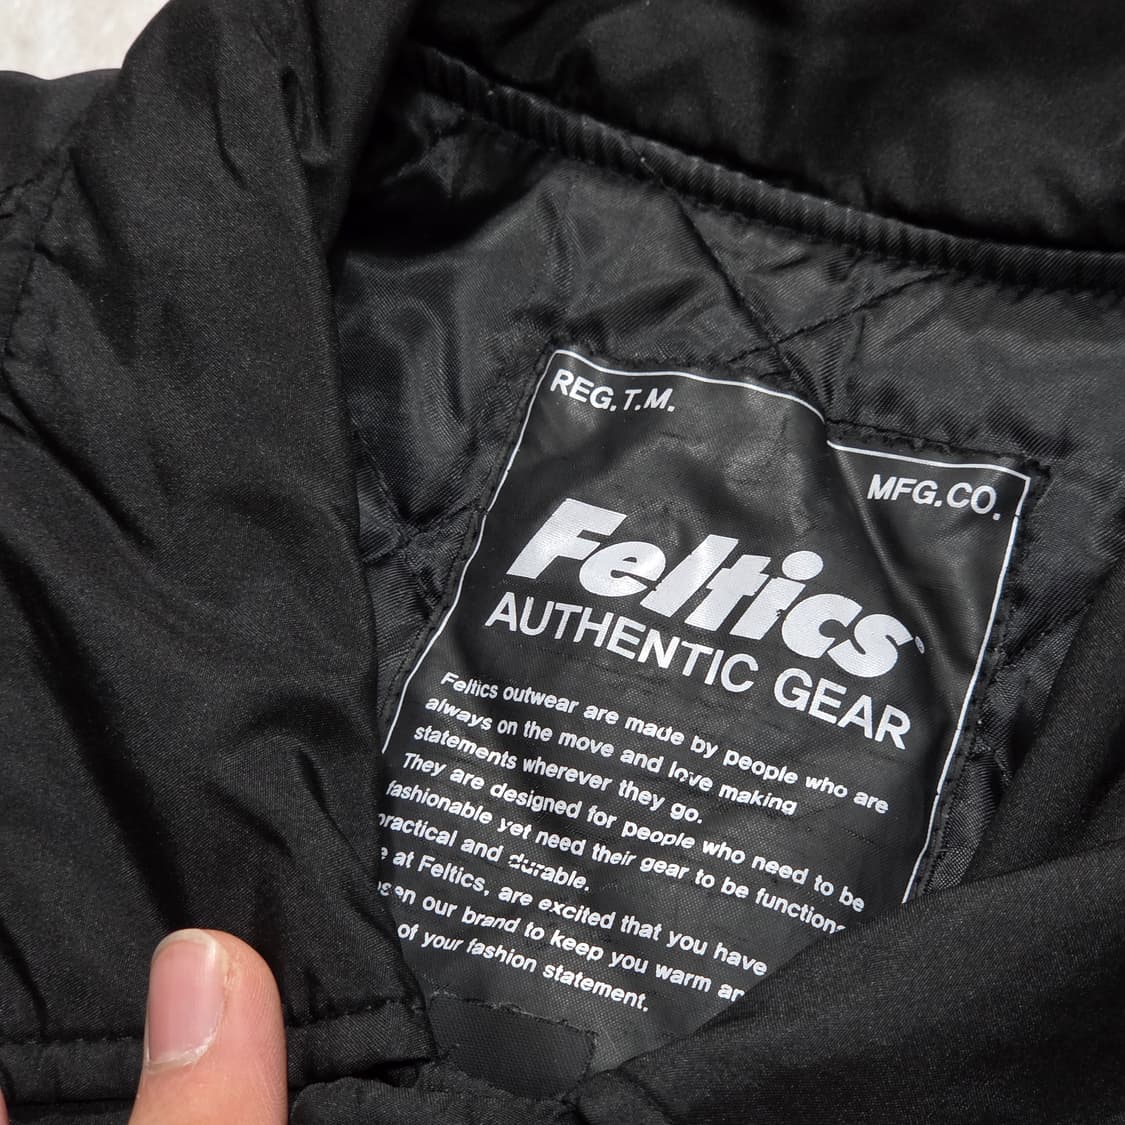 REG.T.M.
MFG.CO.
Feltics®
AUTHENTIC GEAR
Feltics outwear are made by people who are
always on the move and love making
statements wherever they go.
They are designed for people who need to be
fashionable yet need their gear to be functiona
practical and durable.
e at Feltics, are excited that you have
sen our brand to keep you warm an
of your fashion statement.